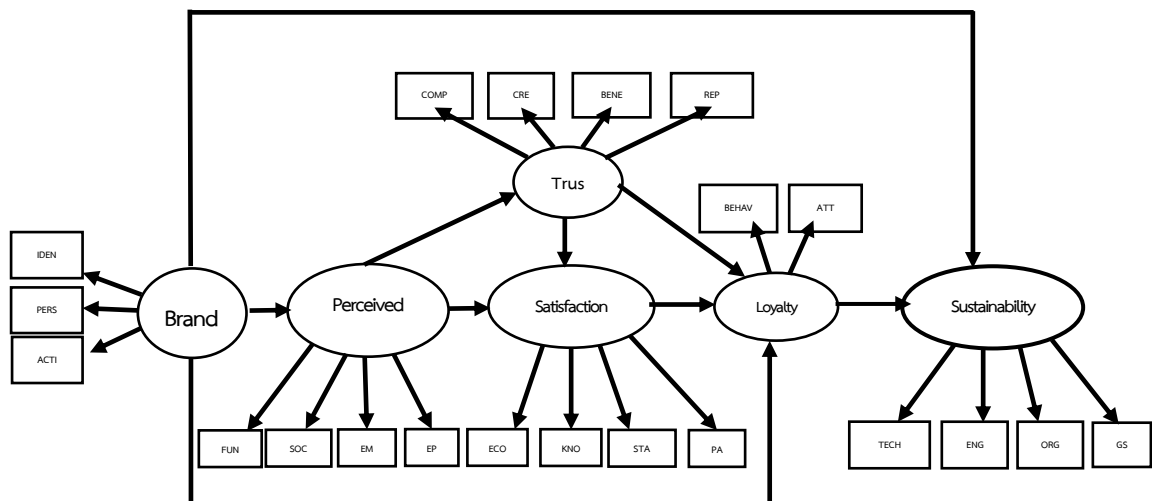 COMP
CRE
BENE
REP
Trus
BEHAV
ATT
IDEN
PERS
ACTI
Brand
Perceived
Satisfaction
Loyalty
Sustainability
FUN
SOC
EM
EP
ECO
KNO
STA
PA
TECH
ENG
ORG
GS